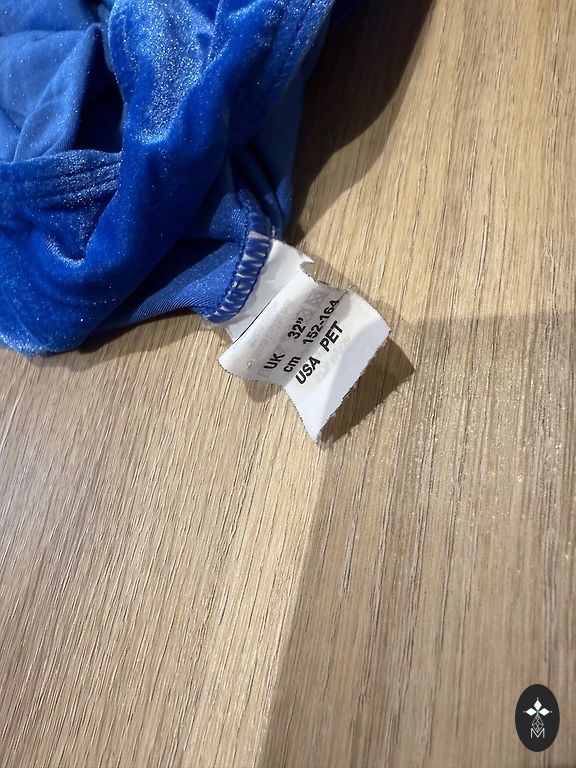 UK 32"
cm 152-164
USA PET